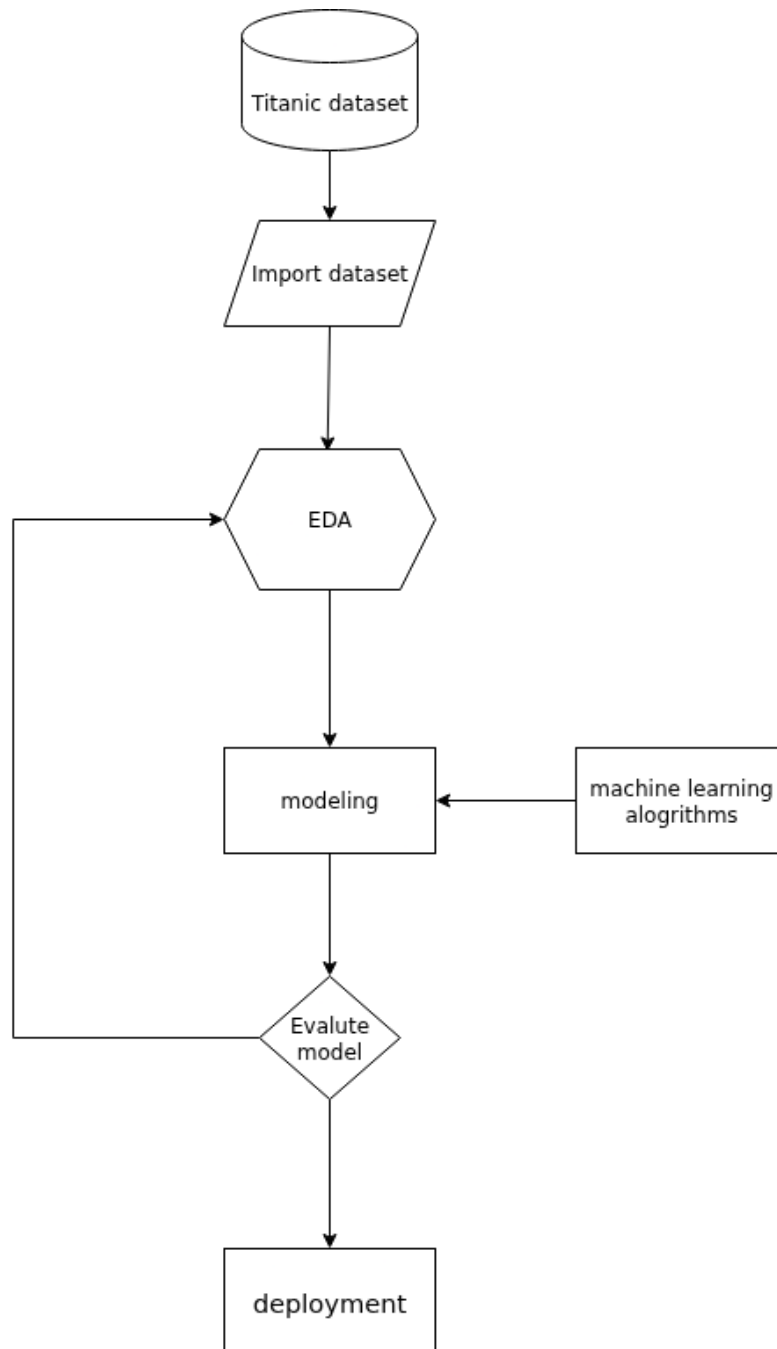 Titanic dataset
Import dataset
EDA
modeling
machine learning
alogrithms
Evalute
model
deployment